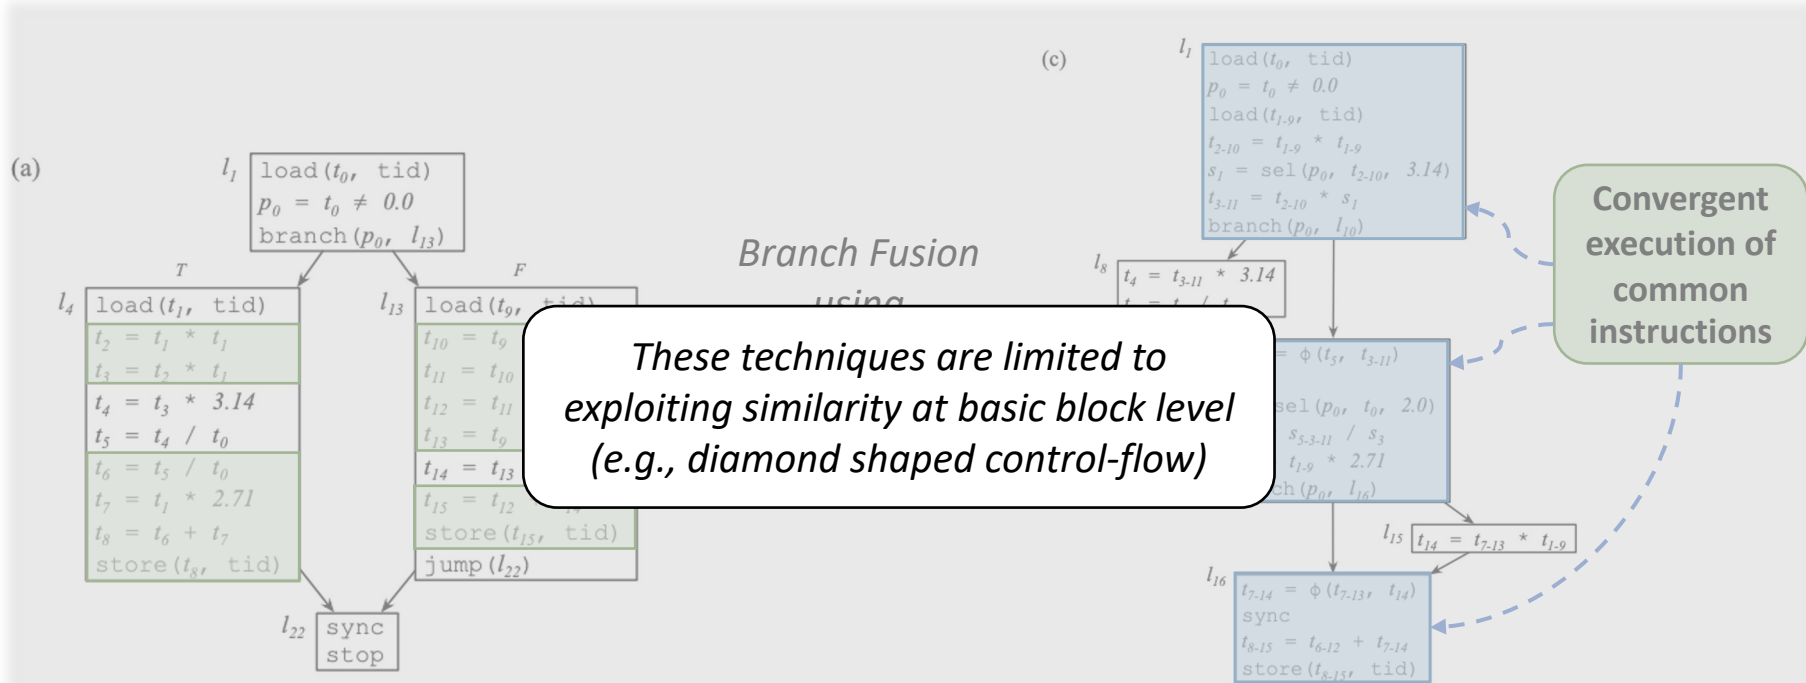 (a)
l1
load(t0, tid)
p0 = t0 ≠ 0.0
branch(p0, l13)
T
F
l4
load(t1, tid)
t2 = t1 * t1
t3 = t2 * t1
t4 = t3 * 3.14
t5 = t4 / t0
t6 = t5 / t0
t7 = t1 * 2.71
t8 = t6 + t7
store(t8, tid)
l13
load(t9, tid)
t10 = t9
t11 = t10
t12 = t11
t13 = t9
t14 = t13
t15 = t12
store(t15, tid)
jump(l22)
l22
sync
stop
Branch Fusion
using
These techniques are limited to
exploiting similarity at basic block level
(e.g., diamond shaped control-flow)
(c)
l1
load(t0, tid)
p0 = t0 ≠ 0.0
load(t1-9, tid)
t2-10 = t1-9 * t1-9
s1 = sel(p0, t2-10, 3.14)
t3-11 = t2-10 * s1
branch(p0, l10)
l8
t4 = t3-11 * 3.14
= ϕ(t5, t3-11)
sel(p0, t0, 2.0)
s5-3-11 / s3
t1-9 * 2.71
ch(p0, l16)
l15
t14 = t7-13 * t1-9
l16
t7-14 = ϕ(t7-13, t14)
sync
t8-15 = t6-12 + t7-14
store(t8-15, tid)
Convergent
execution of
common
instructions